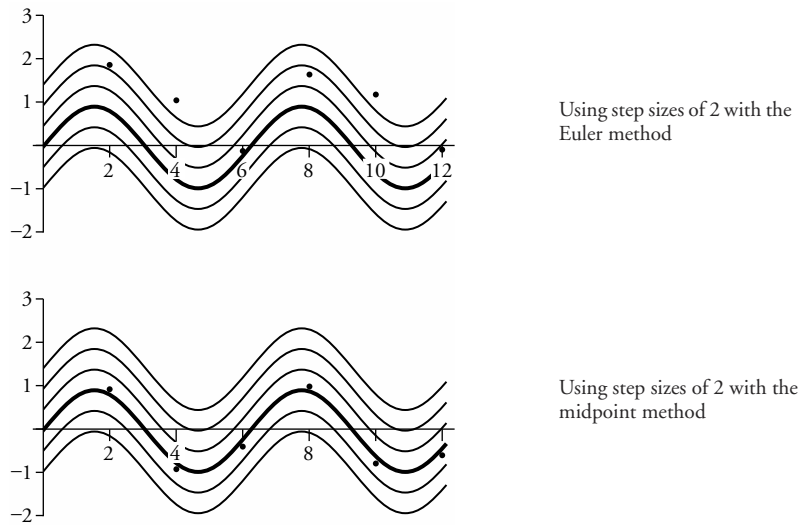 3
2
1
−1
−2
2 4 6 8 10 12
Using step sizes of 2 with the
Euler method
3
2
1
−1
−2
2 4 8
Using step sizes of 2 with the
midpoint method